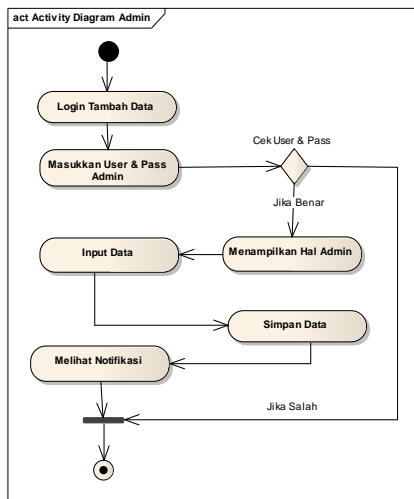 act Activity Diagram Admin
Login Tambah Data
Cek User & Pass
Masukkan User & Pass
Admin
Jika Benar
Input Data
Menampilkan Hal Admin
Simpan Data
Melihat Notifikasi
Jika Salah